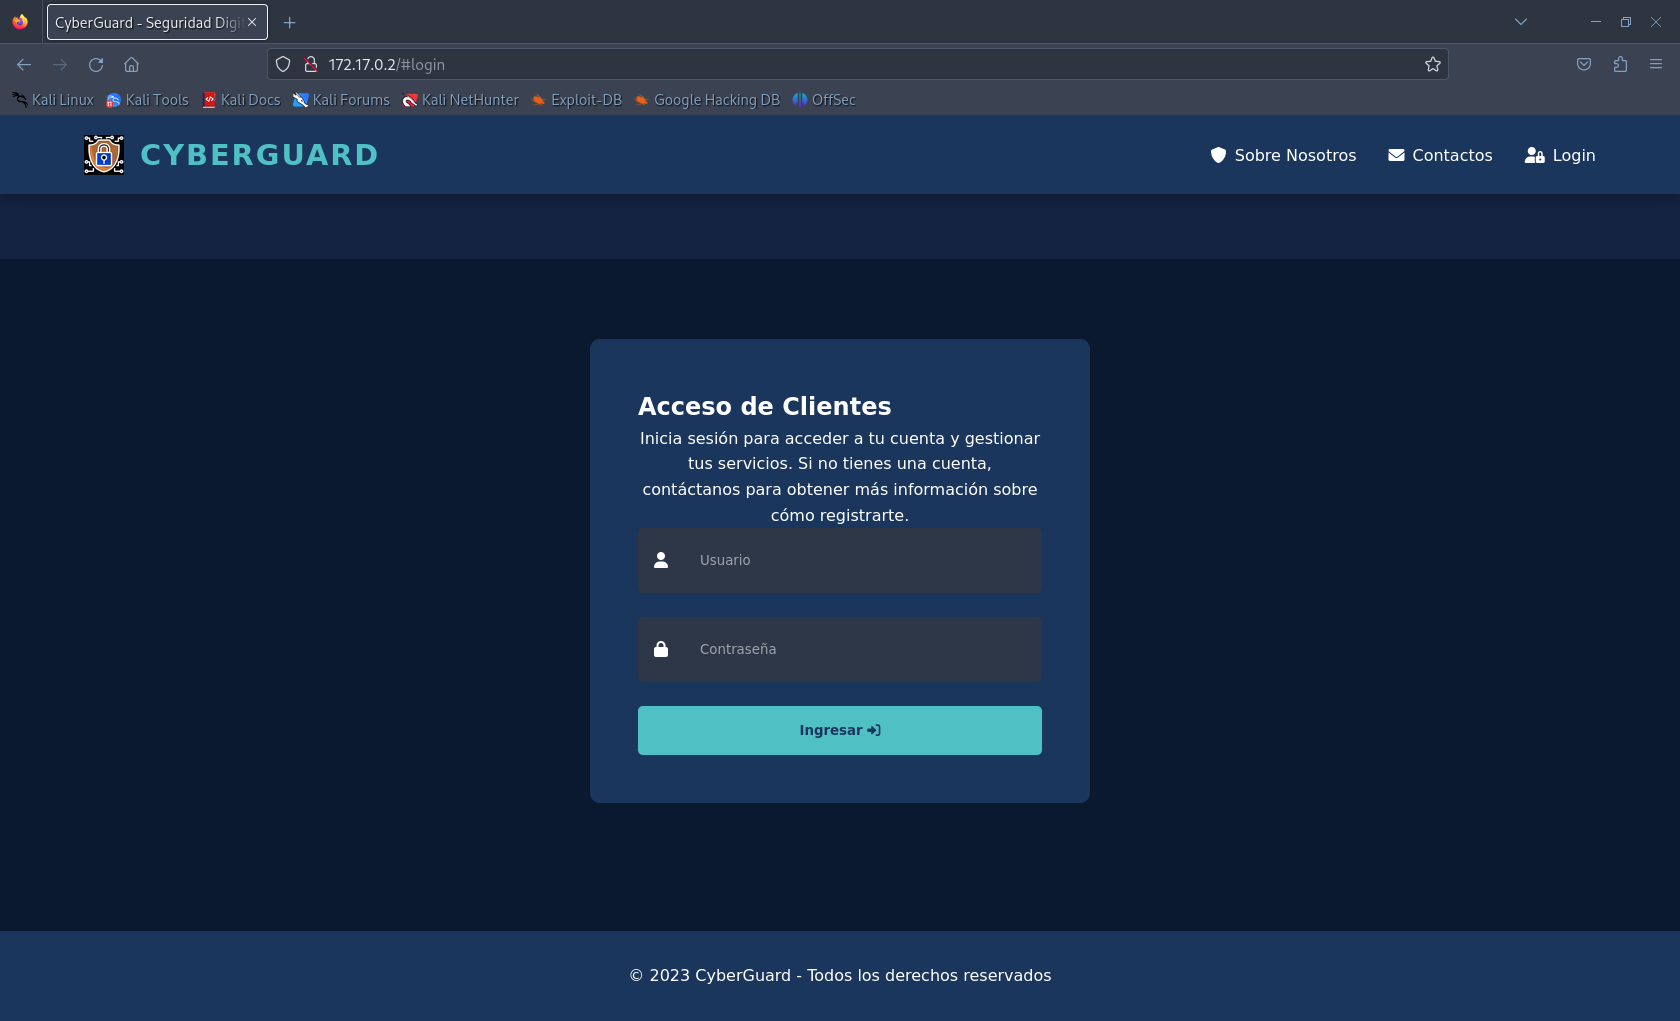 CyberGuard - Seguridad Digit
172.17.0.2/#login
Kali Linux Kali Tools Kali Docs Kali Forums Kali NetHunter Exploit-DB Google Hacking DB OffSec
CYBERGUARD
Sobre Nosotros Contactos Login
Acceso de Clientes
Inicia sesión para acceder a tu cuenta y gestionar
tus servicios. Si no tienes una cuenta,
contáctanos para obtener más información sobre
cómo registrarte.
Usuario
Contraseña
Ingresar
© 2023 CyberGuard - Todos los derechos reservados